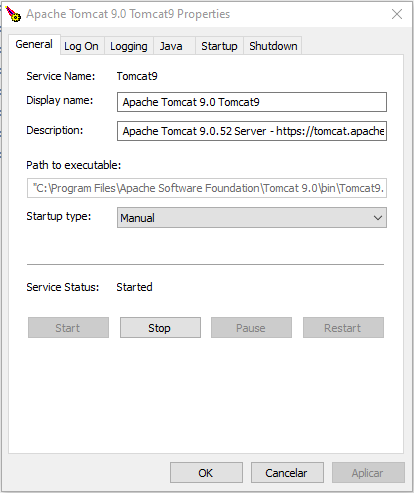 Apache Tomcat 9.0 Tomcat9 Properties
General Log On Logging Java Startup Shutdown
Service Name: Tomcat9
Display name: Apache Tomcat 9.0 Tomcat9
Description: Apache Tomcat 9.0.52 Server - https://tomcat.apache
Path to executable:
"C:\Program Files\Apache Software Foundation\Tomcat 9.0\bin\Tomcat9.
Startup type: Manual
Service Status: Started
Start Stop Pause Restart
OK Cancelar Aplicar